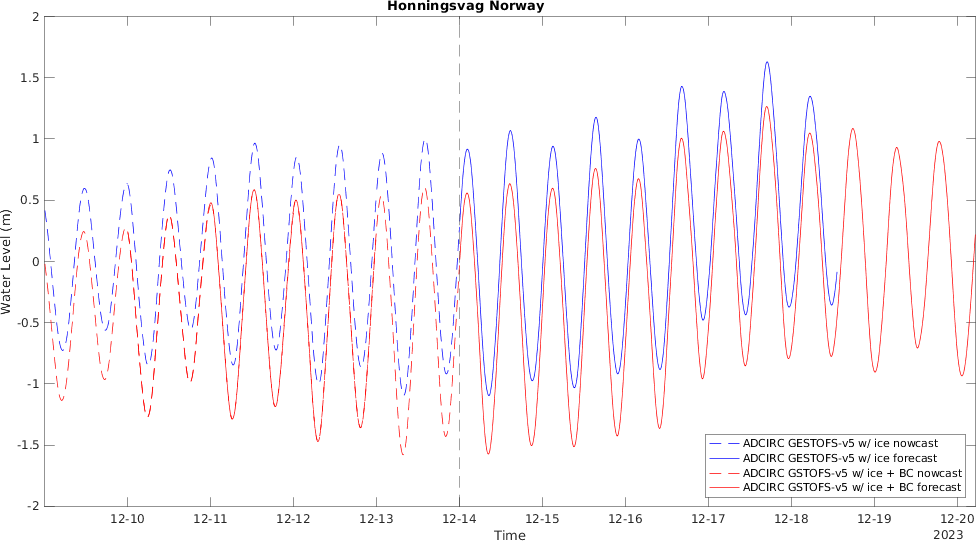 Honningsvag Norway
2
1.5
1
0.5
0
-0.5
-1
-1.5
-2
Water Level (m)
ADCIRC GESTOFS-v5 w/ ice nowcast
ADCIRC GESTOFS-v5 w/ ice forecast
ADCIRC GSTOFS-v5 w/ ice + BC nowcast
ADCIRC GSTOFS-v5 w/ ice + BC forecast
12-10 12-11 12-12 12-13 12-14 12-15 12-16 12-17 12-18 12-19 12-20
Time
2023